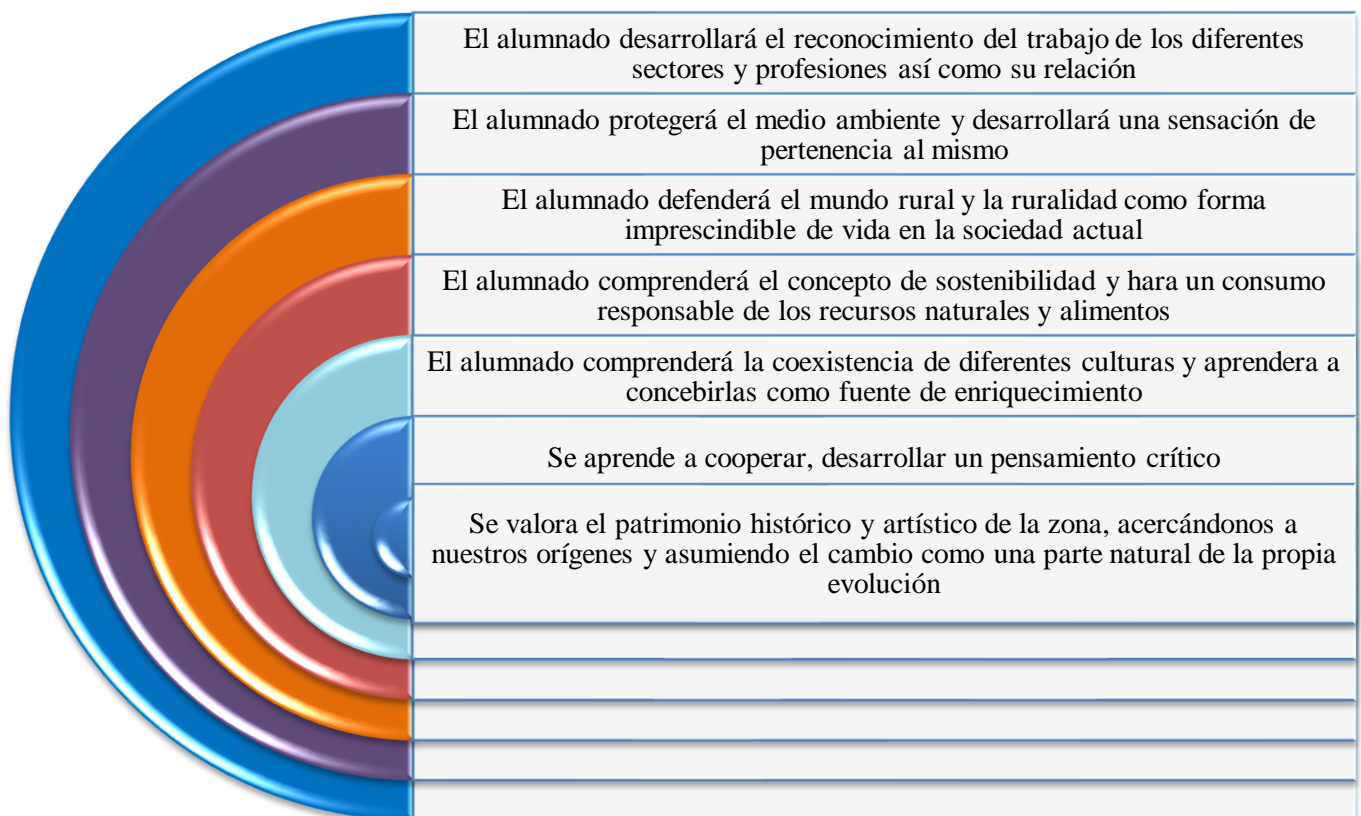 El alumnado desarrollará el reconocimiento del trabajo de los diferentes
sectores y profesiones así como su relación
El alumnado protegerá el medio ambiente y desarrollará una sensación de
pertenencia al mismo
El alumnado defenderá el mundo rural y la ruralidad como forma
imprescindible de vida en la sociedad actual
El alumnado comprenderá el concepto de sostenibilidad y hara un consumo
responsable de los recursos naturales y alimentos
El alumnado comprenderá la coexistencia de diferentes culturas y aprendera a
concebirlas como fuente de enriquecimiento
Se aprende a cooperar, desarrollar un pensamiento crítico
Se valora el patrimonio histórico y artístico de la zona, acercándonos a
nuestros orígenes y asumiendo el cambio como una parte natural de la propia
evolución